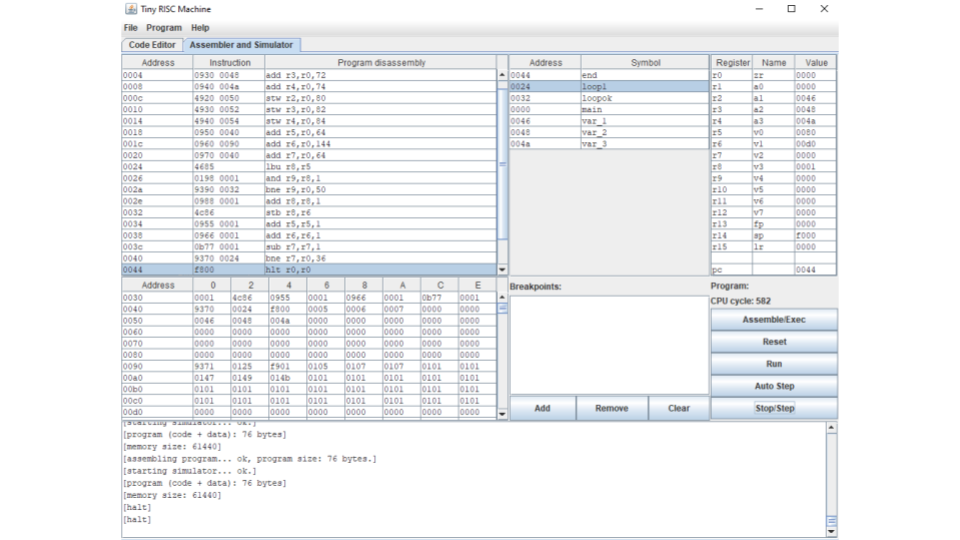 Tiny RISC Machine
File Program Help
Code Editor Assembler and Simulator
Address Instruction Program disassembly
0004 0930 0048 add r3,r0,72
0008 0940 004a add r4,r0,74
000c 4920 0050 stw r2,r0,80
0010 4930 0052 stw r3,r0,82
0014 4940 0054 stw r4,r0,84
0018 0950 0040 add r5,r0,64
001c 0960 0090 add r6,r0,144
0020 0970 0040 add r7,r0,64
0024 4685 lbu r8,r5
0026 0198 0001 and r9,r8,1
002a 9390 0032 bne r9,r0,50
002e 0988 0001 add r8,r8,1
0032 4c86 stb r8,r6
0034 0955 0001 add r5,r5,1
0038 0966 0001 add r6,r6,1
003c 0b77 0001 sub r7,r7,1
0040 9370 0024 bne r7,r0,36
0044 f800 hlt r0,r0
Address Symbol
0044 end
0024 loop1
0032 loopok
0000 main
0046 var_1
0048 var_2
004a var_3
Register Name Value
r0 zr 0000
r1 a0 0000
r2 a1 0046
r3 a2 0048
r4 a3 004a
r5 v0 0080
r6 v1 00d0
r7 v2 0000
r8 v3 0001
r9 v4 0000
r10 v5 0000
r11 v6 0000
r12 v7 0000
r13 fp 0000
r14 sp f000
r15 lr 0000
pc 0044
Address 0 2 4 6 8 A C E
0030 0001 4c86 0955 0001 0966 0001 0b77 0001
0040 9370 0024 f800 0005 0006 0007 0000 0000
0050 0046 0048 004a 0000 0000 0000 0000 0000
0060 0000 0000 0000 0000 0000 0000 0000 0000
0070 0000 0000 0000 0000 0000 0000 0000 0000
0080 0000 0000 0000 0000 0000 0000 0000 0000
0090 9371 0125 f901 0105 0107 0107 0101 0101
00a0 0147 0149 014b 0101 0101 0101 0101 0101
00b0 0101 0101 0101 0101 0101 0101 0101 0101
00c0 0101 0101 0101 0101 0101 0101 0101 0101
00d0 0000 0000 0000 0000 0000 0000 0000 0000
Breakpoints:
Add Remove Clear
Program:
CPU cycle: 582
Assemble/Exec
Reset
Run
Auto Step
Stop/Step
[starting simulator... ok.]
[program (code + data): 76 bytes]
[memory size: 61440]
[assembling program... ok, program size: 76 bytes.]
[starting simulator... ok.]
[program (code + data): 76 bytes]
[memory size: 61440]
[halt]
[halt]